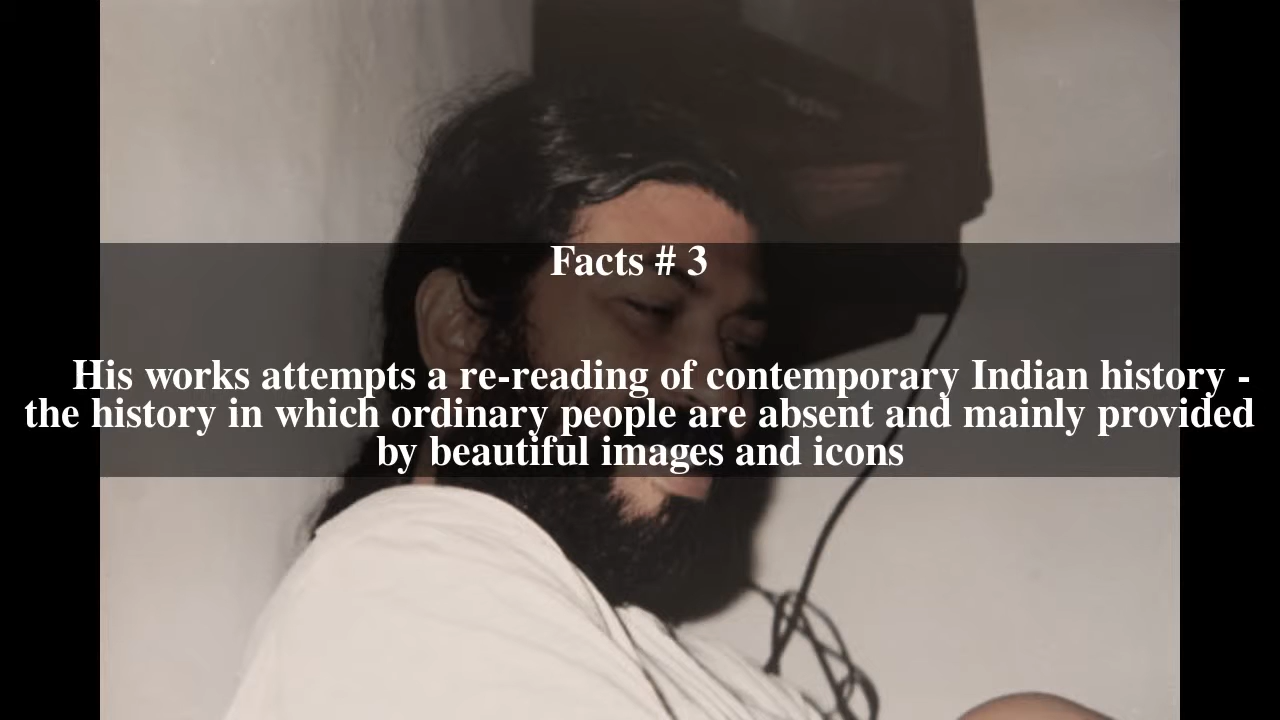 Facts # 3
His works attempts a re-reading of contemporary Indian history -
the history in which ordinary people are absent and mainly provided
by beautiful images and icons